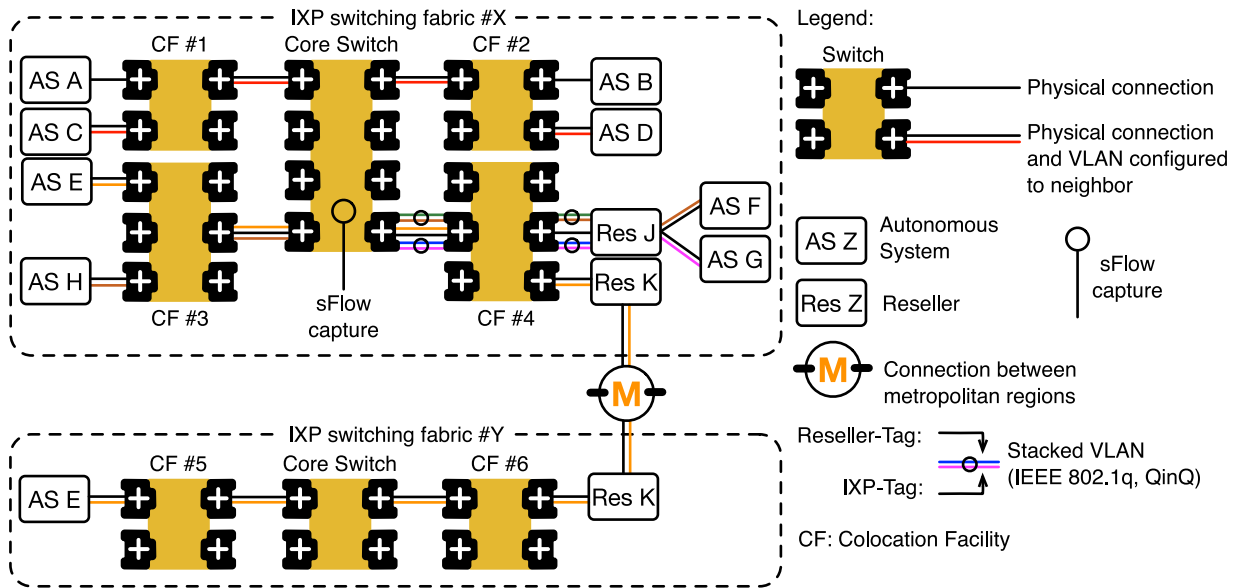 IXP switching fabric #X
CF #1
Core Switch
CF #2
AS A
AS B
AS C
AS D
AS E
AS F
Res J
AS G
AS H
Res K
CF #3
sFlow
capture
CF #4
M
IXP switching fabric #Y
CF #5
Core Switch
CF #6
AS E
Res K
Legend:
Switch
Physical connection
Physical connection
and VLAN configured
to neighbor
AS Z
Autonomous
System
Res Z
Reseller
sFlow
capture
M
Connection between
metropolitan regions
Reseller-Tag:
IXP-Tag:
Stacked VLAN
(IEEE 802.1q, QinQ)
CF: Colocation Facility